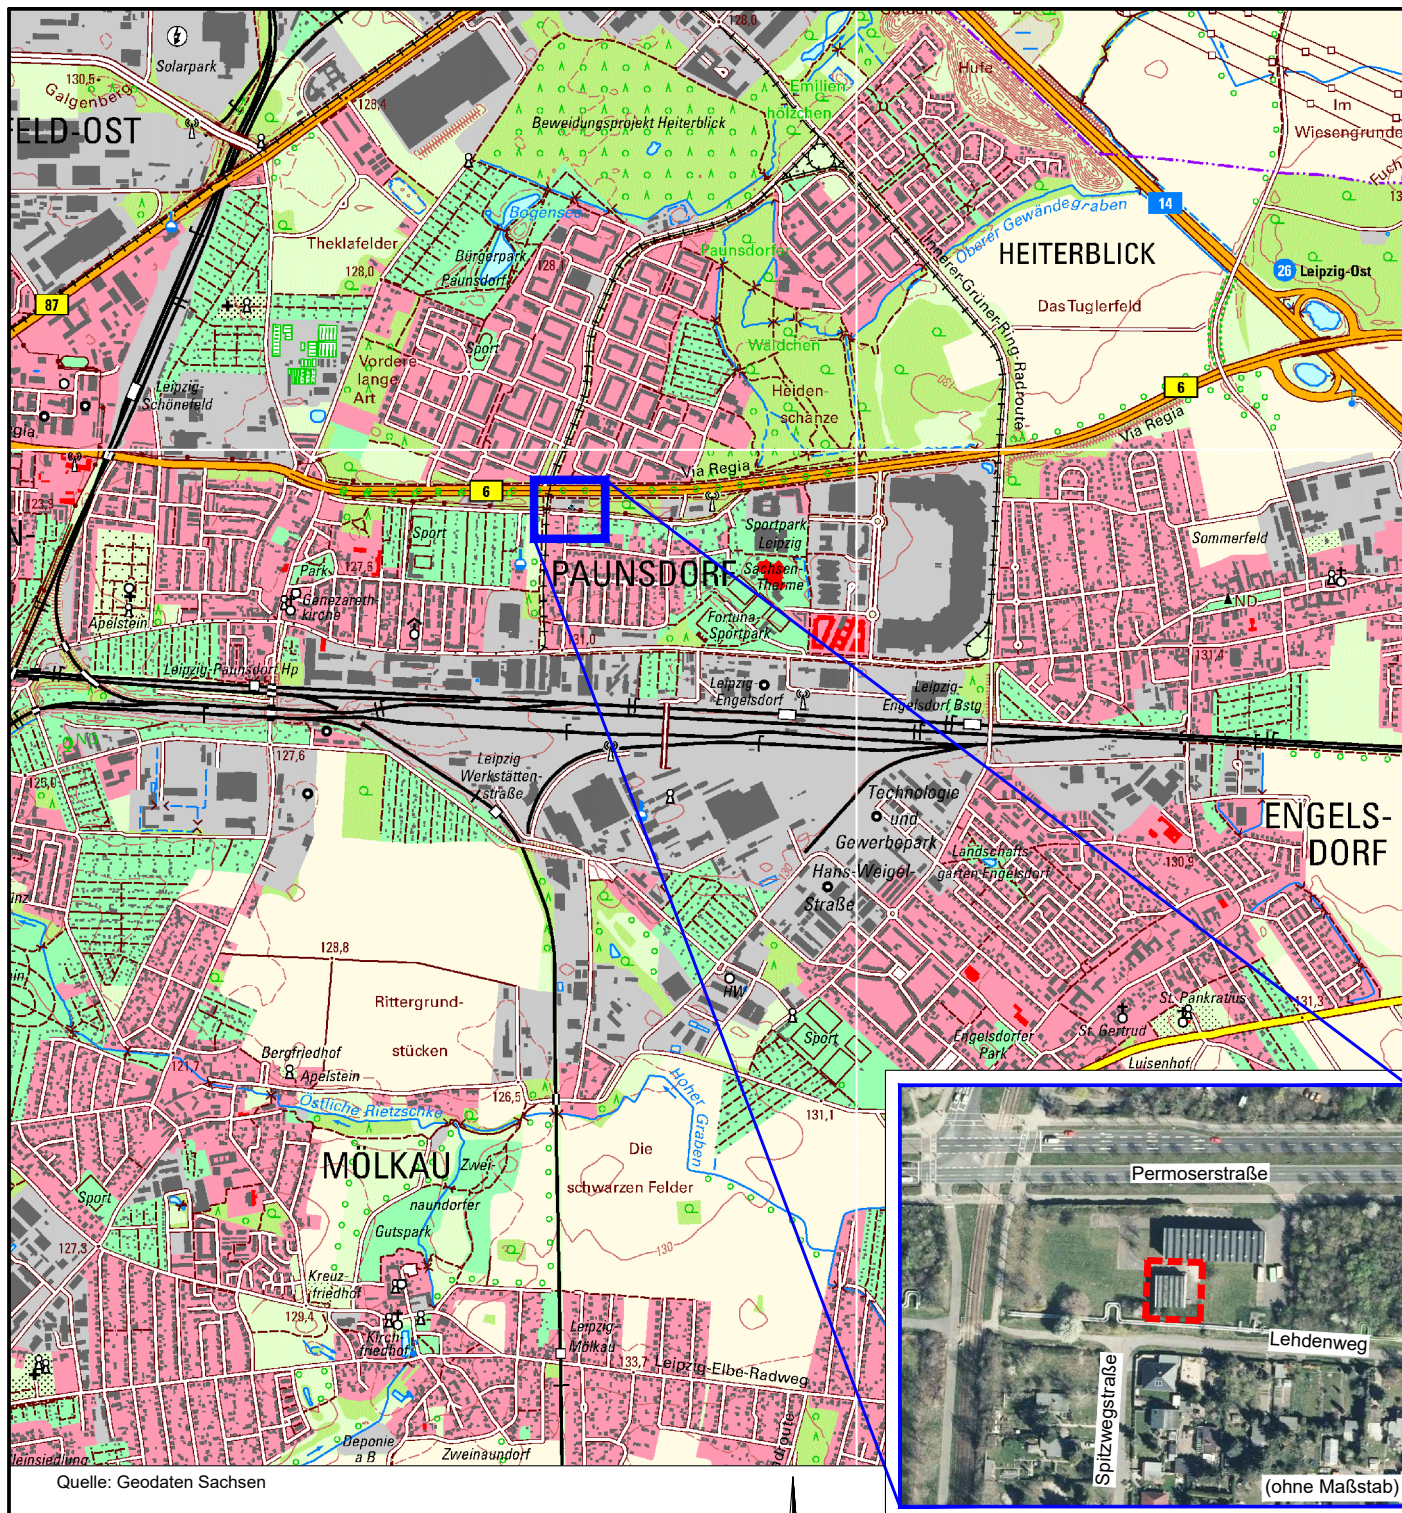 128,0
Solarpark
130,5
Galgenberg
128,4
FELD-OST
Beweidungsprojekt Heiterblick
Emilien-
hölzchen
Hufe
Im
Wiesengrunde
Theklafelder
128,0
Bogensee
Bürgerpark
Paunsdorf
128,1
Paunsdorfer
Wäldchen
Innerer-Grüner-Ring-Radroute
Oberer Gewändegraben
14
HEITERBLICK
26
Leipzig-Ost
Das Tuglerfeld
87
Sport
Vordere
lange
Art
Leipzig-
Schönefeld
Heiden-
schanze
-130-
6
Via Regia
Via Regia
6
Sport
Sportpark
Leipzig
Sachsen-
Therme
Sommerfeld
PAUNSDORF
Park
127,6
Genezareth-
kirche
Apelstein
Fortuna-
Sportpark
ND
131,0
131,4
Leipzig-Paunsdorf Hp
Leipzig-
Engelsdorf
Leipzig-
Engelsdorf Bstg
ND
127,6
Leipzig
Werkstätten-
straße
Technologie
und
Gewerbepark
Hans-Weigel-
Straße
Landschafts-
garten Engelsdorf
130,9
ENGELS-
DORF
128,8
Rittergrund-
stücken
HW
Sport
Engelsdorfer
Park
St. Gertrud
St. Pankratius
131,3
Luisenhof
Bergfriedhof
Apelstein
121,7
Östliche Rietzschke
126,5
Hoher Graben
131,1
MÖLKAU
Zwei-
naundorfer
Gutspark
Die
schwarzen Felder
Sport
127,3
-130-
Kreuz-
friedhof
129,4
Kirch-
friedhof
Leipzig-
Mölkau
133,7
Leipzig-Elbe-Radweg
Deponie
a B
Zweinaundorf
Permoserstraße
Lehdenweg
Spitzwegstraße
(ohne Maßstab)
Quelle: Geodaten Sachsen